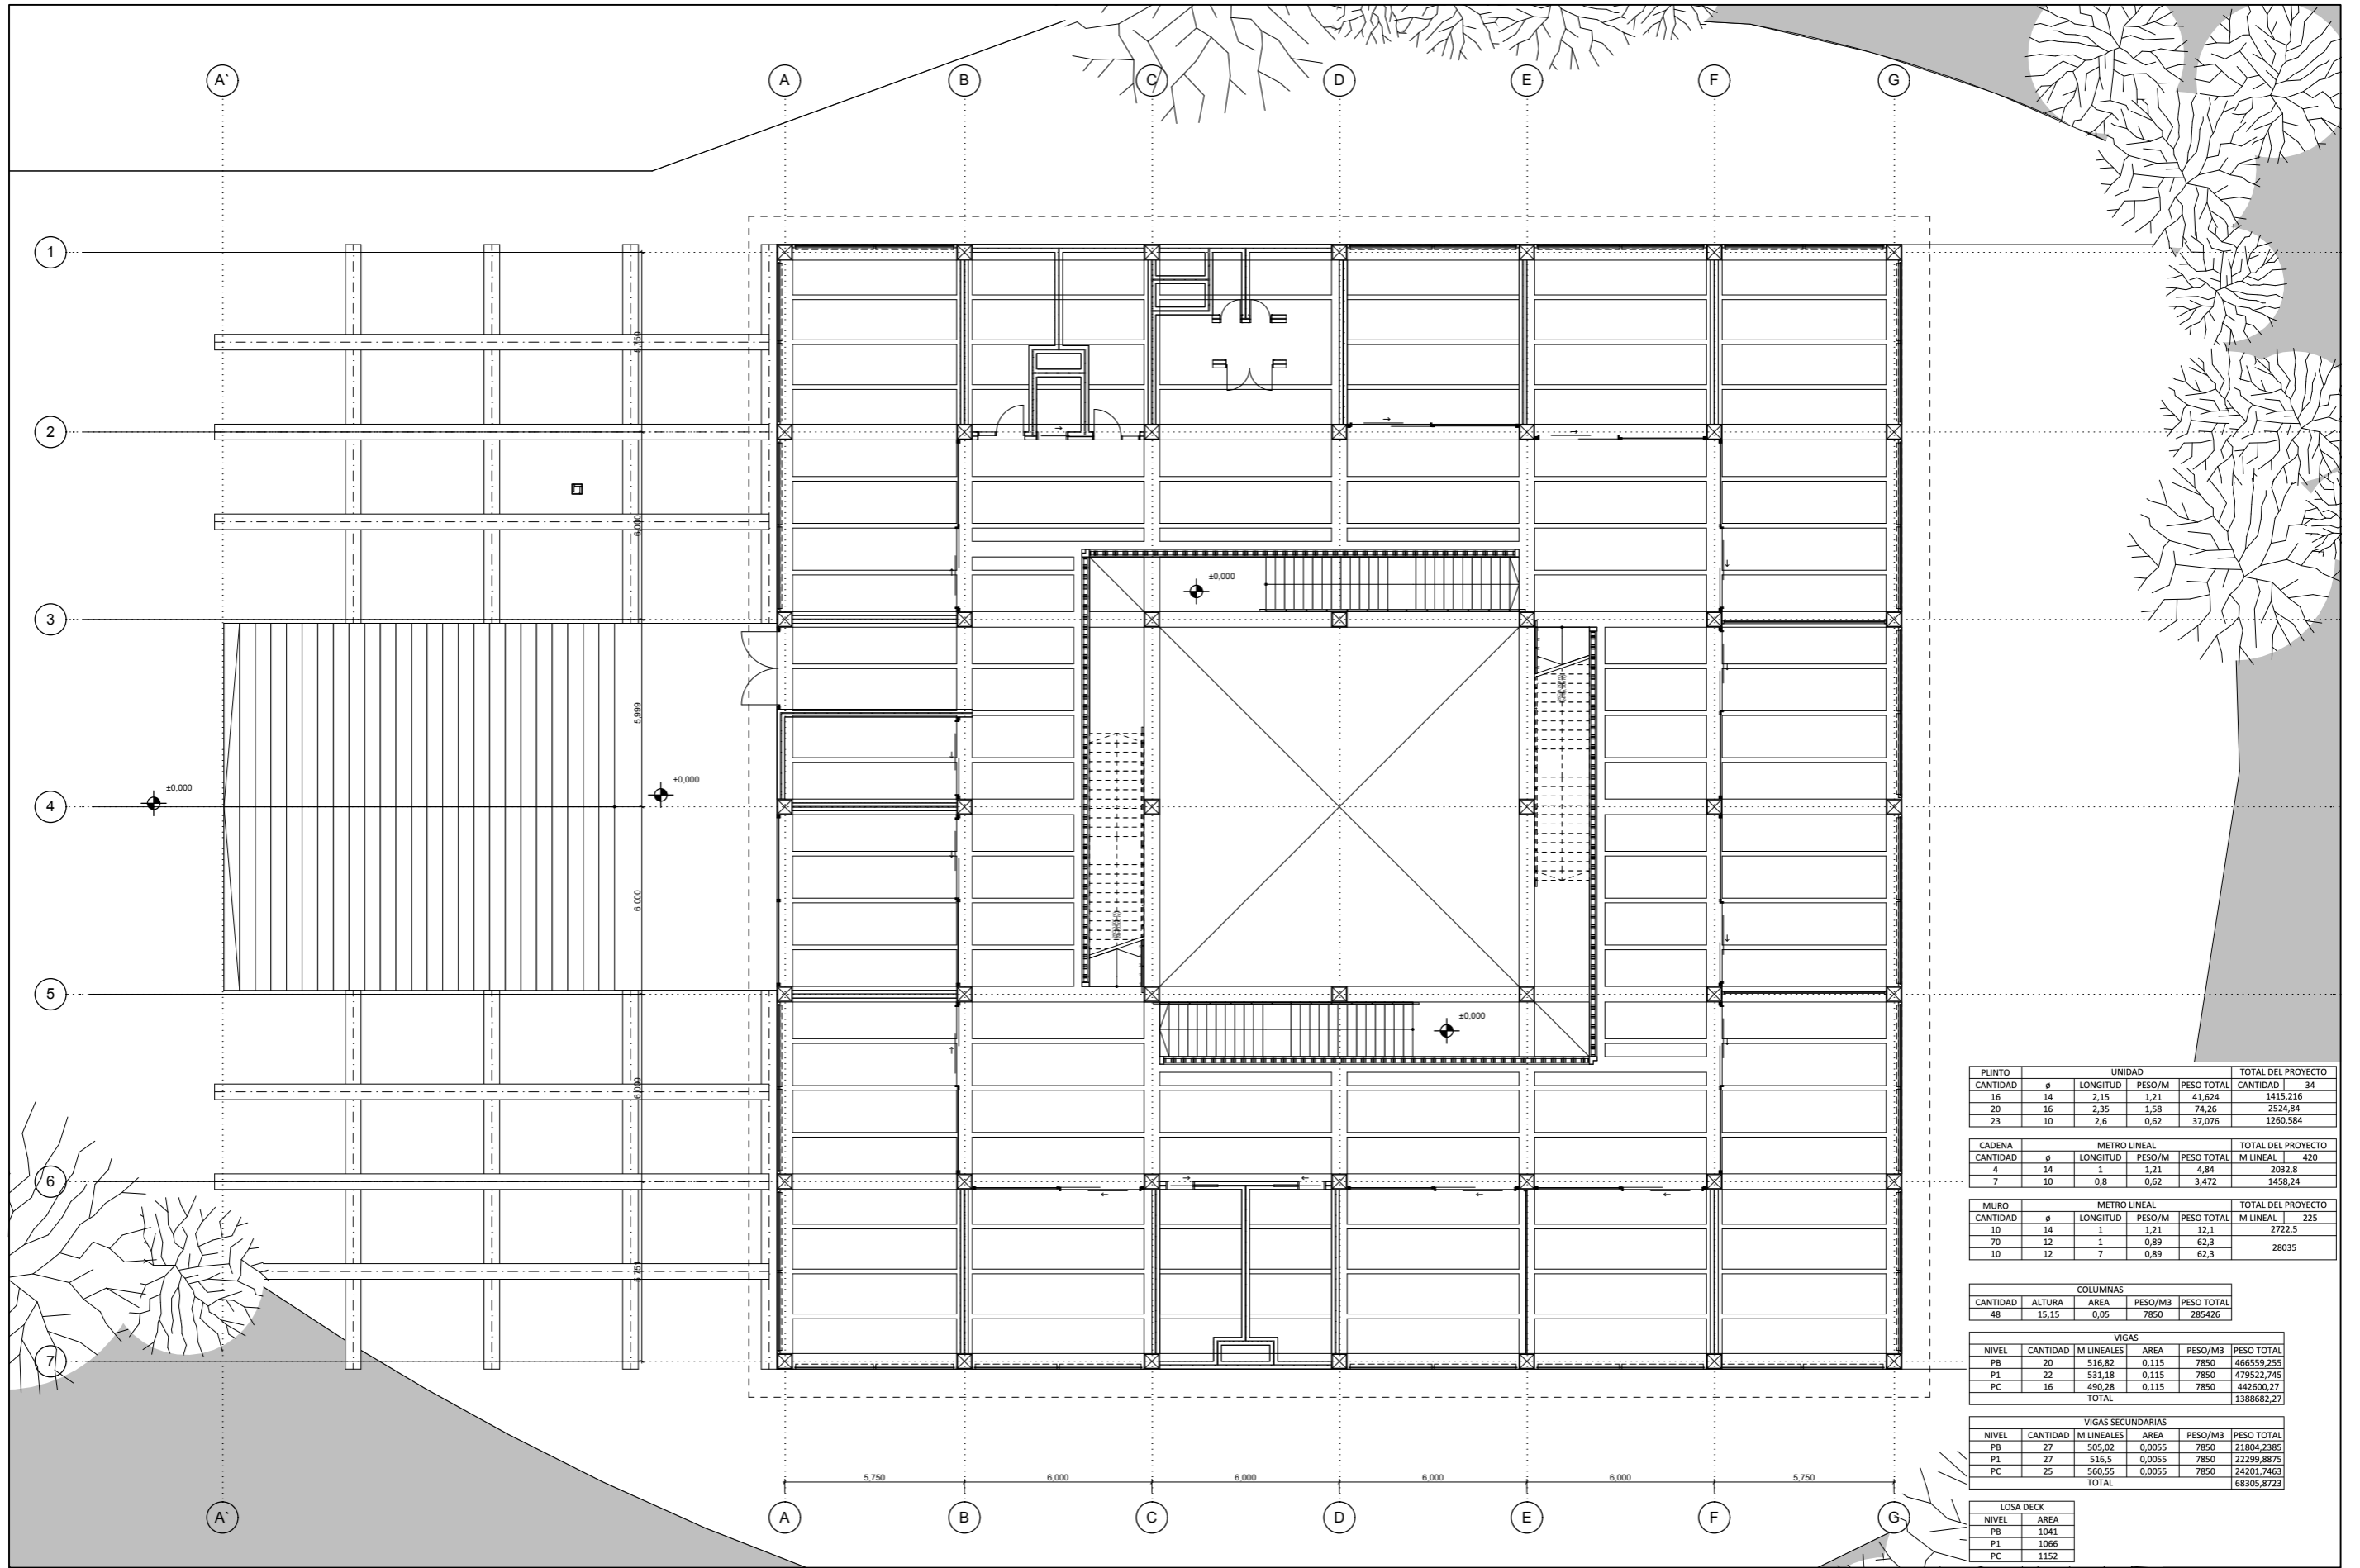 A` A B C D E F G
1
2
3
4
5
6
7
6,000
5,999
6,000
6,000
±0,000
±0,000
±0,000
±0,000
5,750 6,000 6,000 6,000 6,000 5,750
A` A B C D E F G
PLINTO UNIDAD TOTAL DEL PROYECTO
CANTIDAD ø LONGITUD PESO/M PESO TOTAL CANTIDAD 34
16 14 2,15 1,21 41,624 1415,216
20 16 2,35 1,58 74,26 2524,84
23 10 2,6 0,62 37,076 1260,584
CADENA METRO LINEAL TOTAL DEL PROYECTO
CANTIDAD ø LONGITUD PESO/M PESO TOTAL M LINEAL 420
4 14 1 1,21 4,84 2032,8
7 10 0,8 0,62 3,472 1458,24
MURO METRO LINEAL TOTAL DEL PROYECTO
CANTIDAD ø LONGITUD PESO/M PESO TOTAL M LINEAL 225
10 14 1 1,21 12,1 2722,5
70 12 1 0,89 62,3 28035
10 12 7 0,89 62,3
COLUMNAS
CANTIDAD ALTURA AREA PESO/M3 PESO TOTAL
48 15,15 0,05 7850 285426
VIGAS
NIVEL CANTIDAD M LINEALES AREA PESO/M3 PESO TOTAL
PB 20 516,82 0,115 7850 466559,255
P1 22 531,18 0,115 7850 479522,745
PC 16 490,28 0,115 7850 442600,27
TOTAL 1388682,27
VIGAS SECUNDARIAS
NIVEL CANTIDAD M LINEALES AREA PESO/M3 PESO TOTAL
PB 27 505,02 0,0055 7850 21804,2385
P1 27 516,5 0,0055 7850 22299,8875
PC 25 560,55 0,0055 7850 24201,7463
TOTAL 68305,8723
LOSA DECK
NIVEL AREA
PB 1041
P1 1066
PC 1152